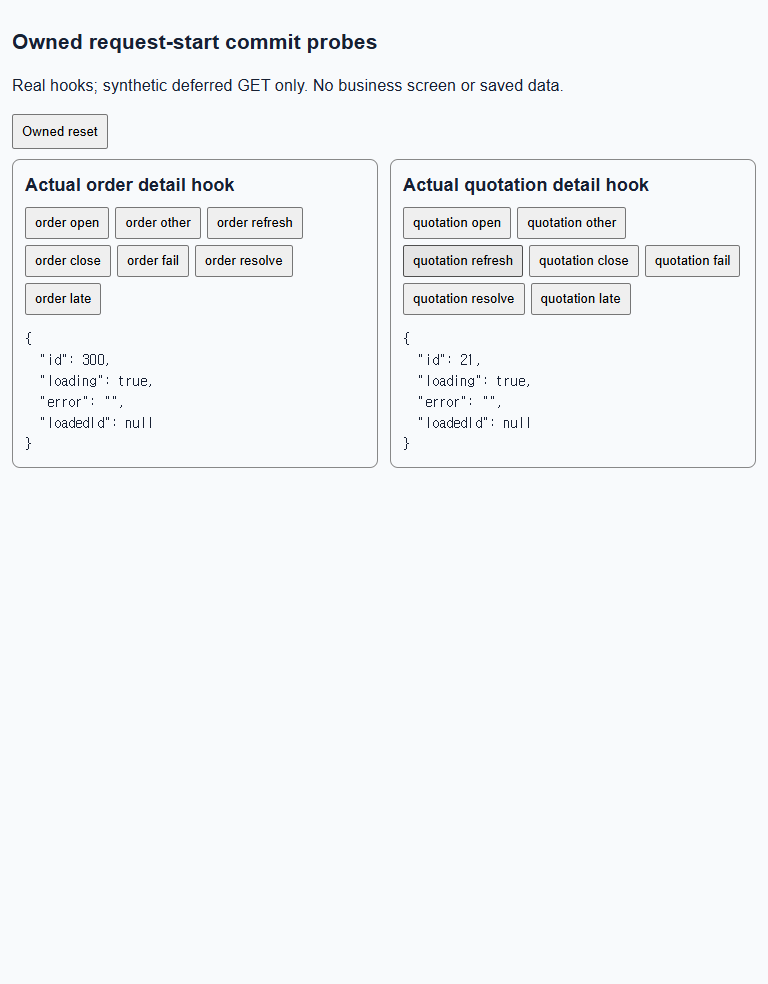 Owned request-start commit probes
Real hooks; synthetic deferred GET only. No business screen or saved data.
Owned reset
Actual order detail hook
order open order other order refresh
order close order fail order resolve
order late
{
"id": 300,
"loading": true,
"error": "",
"loadedId": null
}
Actual quotation detail hook
quotation open quotation other
quotation refresh quotation close quotation fail
quotation resolve quotation late
{
"id": 21,
"loading": true,
"error": "",
"loadedId": null
}